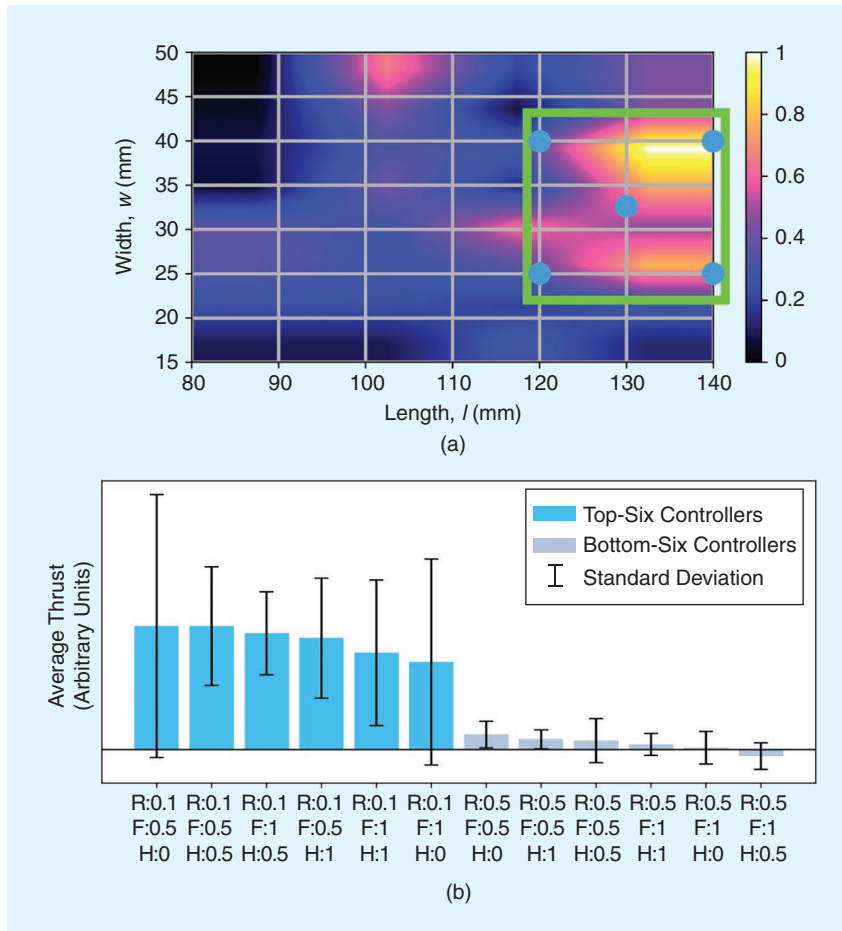 50
45
40
35
30
25
20
15
Width, w (mm)
80 90 100 110 120 130 140
Length, l (mm)
1
0.8
0.6
0.4
0.2
0
(a)
Average Thrust
(Arbitrary Units)
Top-Six Controllers
Bottom-Six Controllers
Standard Deviation
R:0.1 R:0.1 R:0.1 R:0.1 R:0.1 R:0.1 R:0.5 R:0.5 R:0.5 R:0.5 R:0.5 R:0.5
F:0.5 F:0.5 F:1 F:0.5 F:1 F:1 F:0.5 F:0.5 F:0.5 F:1 F:1 F:1
H:0 H:0.5 H:0.5 H:1 H:1 H:0 H:0 H:1 H:0.5 H:1 H:0 H:0.5
(b)